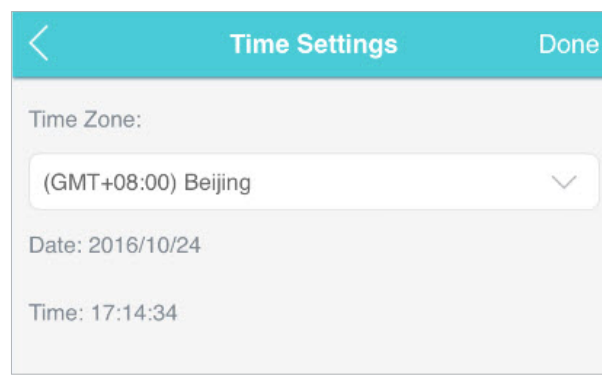 Time Settings Done
Time Zone:
(GMT+08:00) Beijing
Date: 2016/10/24
Time: 17:14:34